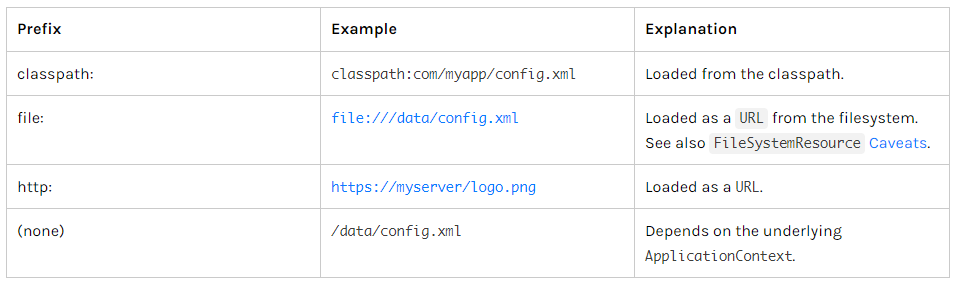 Prefix Example Explanation
classpath: classpath:com/myapp/config.xml Loaded from the classpath.
file: file:///data/config.xml Loaded as a URL from the filesystem.
See also FileSystemResource Caveats.
http: https://myserver/logo.png Loaded as a URL.
(none) /data/config.xml Depends on the underlying
ApplicationContext.